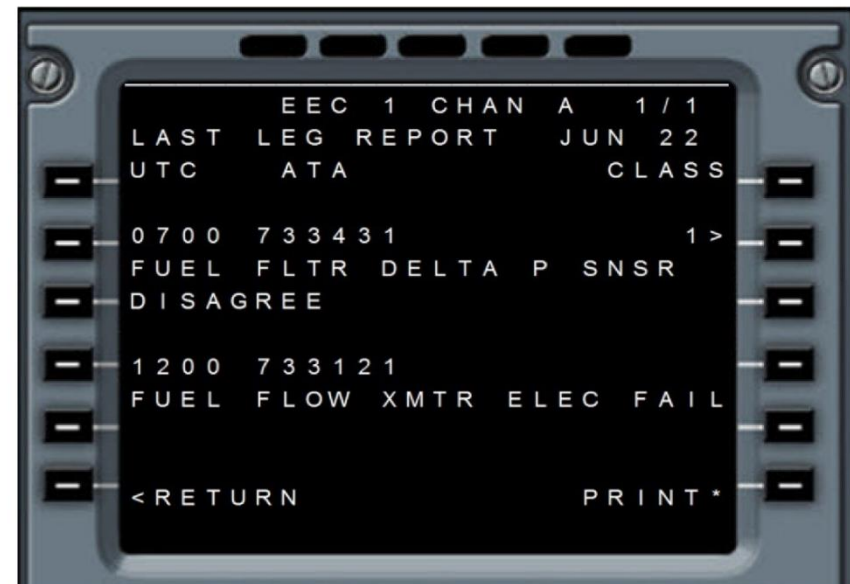 EEC 1 CHAN A 1/1
LAST LEG REPORT JUN 22
UTC ATA CLASS
0700 733431 1>
FUEL FLTR DELTA P SNSR
DISAGREE
1200 733121
FUEL FLOW XMTR ELEC FAIL
<RETURN PRINT*